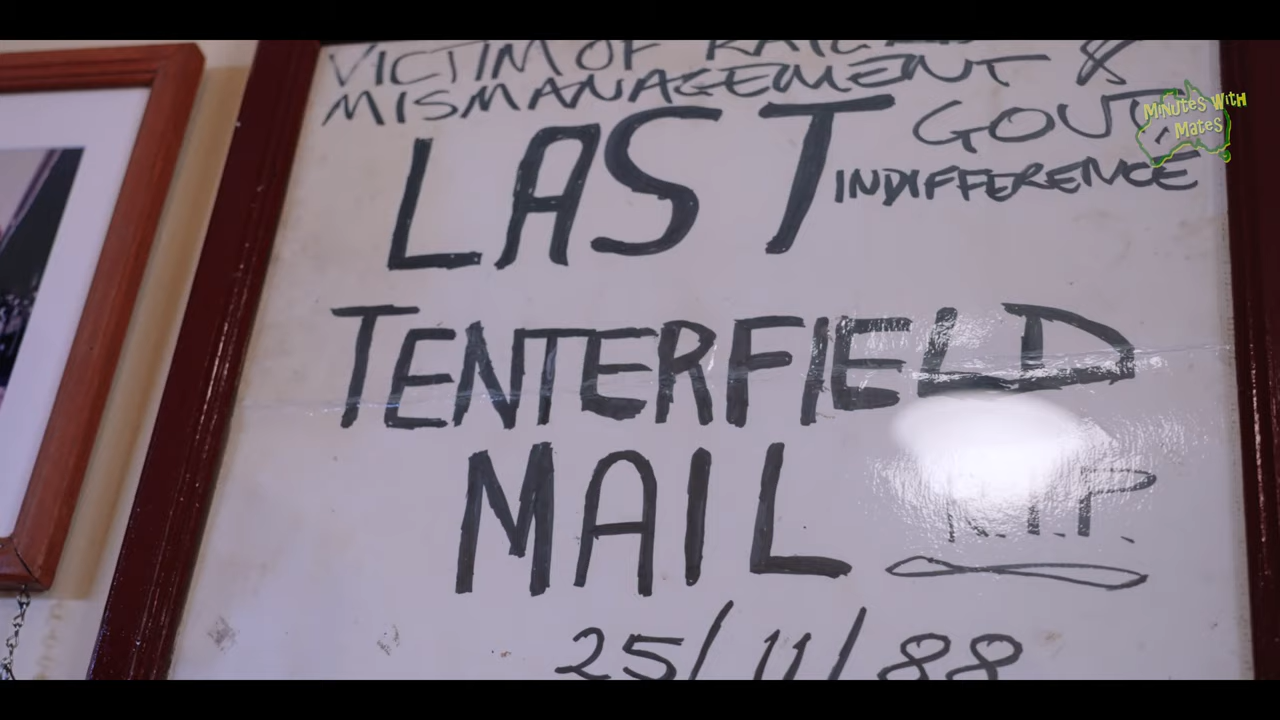 VICTIM OF
MISMANAGEMENT &
GOVT.
INDIFFERENCE
LAST
TENTERFIELD
MAIL
R.I.P.
25/11/88
MiNUTES WiTH
MaTES